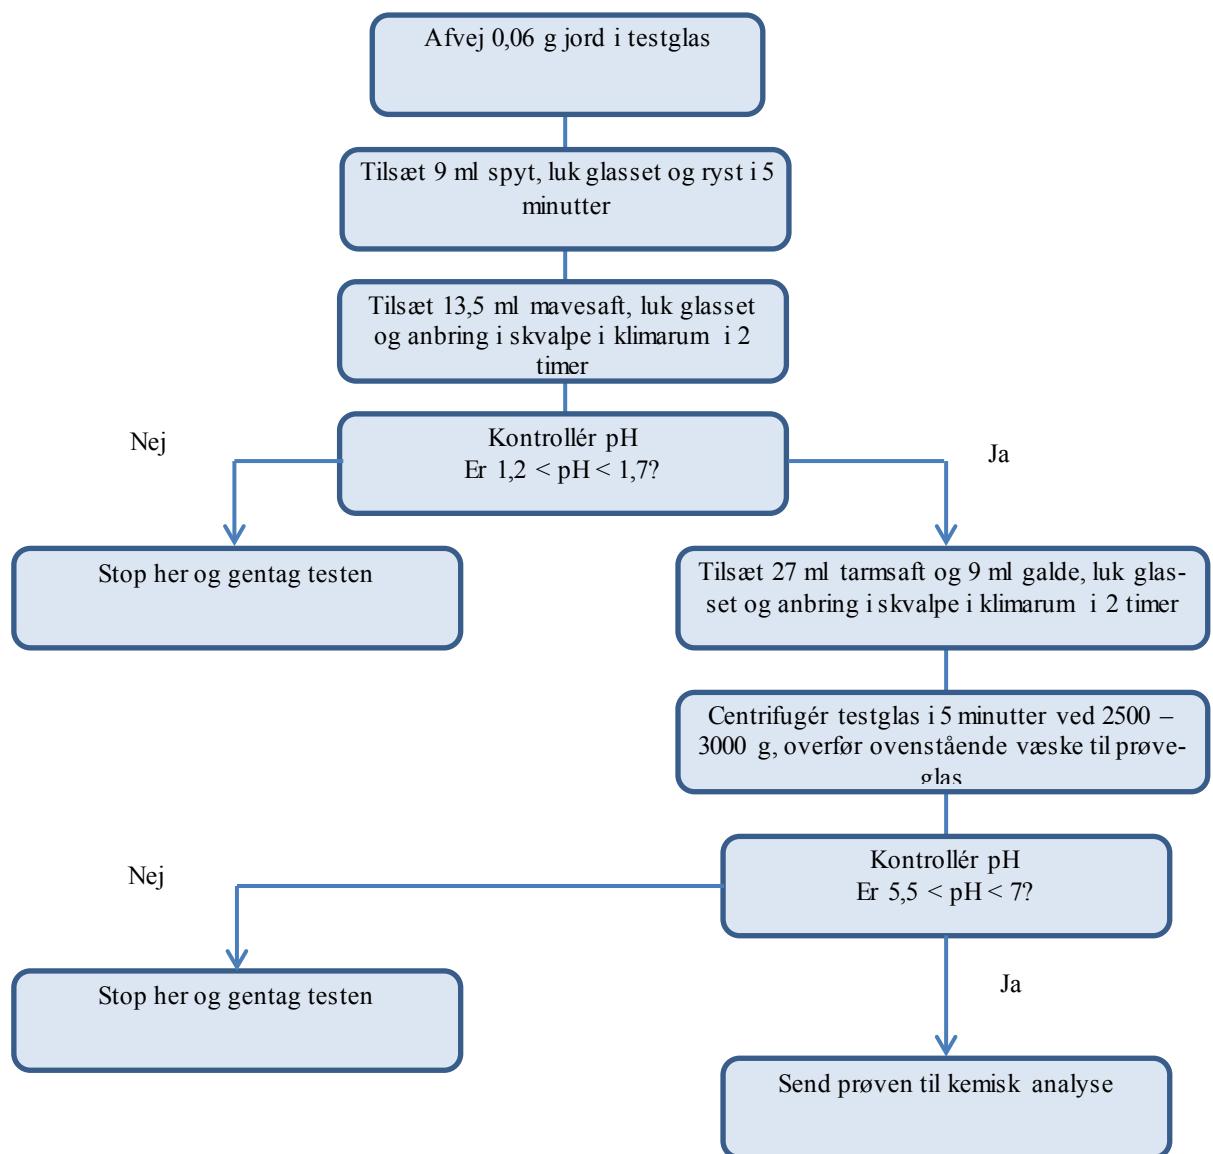 Afvej 0,06 g jord i testglas
Tilsæt 9 ml spyt, luk glasset og ryst i 5
minutter
Tilsæt 13,5 ml mavesaft, luk glasset
og anbring i skvalpe i klimarum i 2
timer
Kontrollér pH
Er 1,2 < pH < 1,7?
Nej
Ja
Stop her og gentag testen
Tilsæt 27 ml tarmsaft og 9 ml galde, luk glas-
set og anbring i skvalpe i klimarum i 2 timer
Centrifugér testglas i 5 minutter ved 2500 –
3000 g, overfør ovenstående væske til prøve-
glas
Kontrollér pH
Er 5,5 < pH < 7?
Nej
Stop her og gentag testen
Ja
Send prøven til kemisk analyse